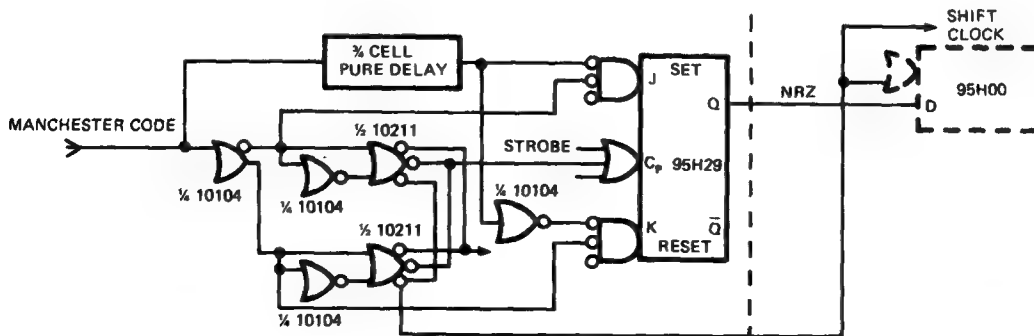 SHIFT
CLOCK
¾ CELL
PURE DELAY
SET
J
Q
NRZ
D
95H00
MANCHESTER CODE
½ 10211
STROBE
Cp 95H29
¼ 10104
¼ 10104
¼ 10104
½ 10211
K
Q̅
RESET
¼ 10104